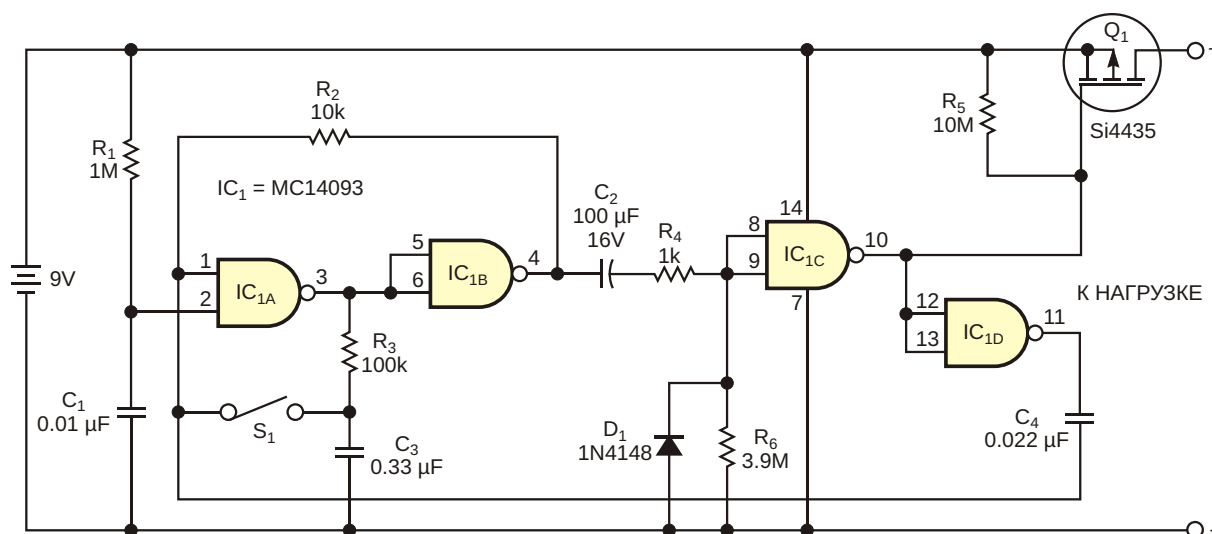 Q1
R2
10k
R5
10M
Si4435
R1
1M
IC1 = MC14093
C2
100 µF
16V
R4
1k
14
8
9
IC1C
10
7
5
6
IC1B
4
1
2
IC1A
3
9V
К НАГРУЗКЕ
12
13
IC1D
11
R3
100k
C1
0.01 µF
S1
C3
0.33 µF
D1
1N4148
R6
3.9M
C4
0.022 µF